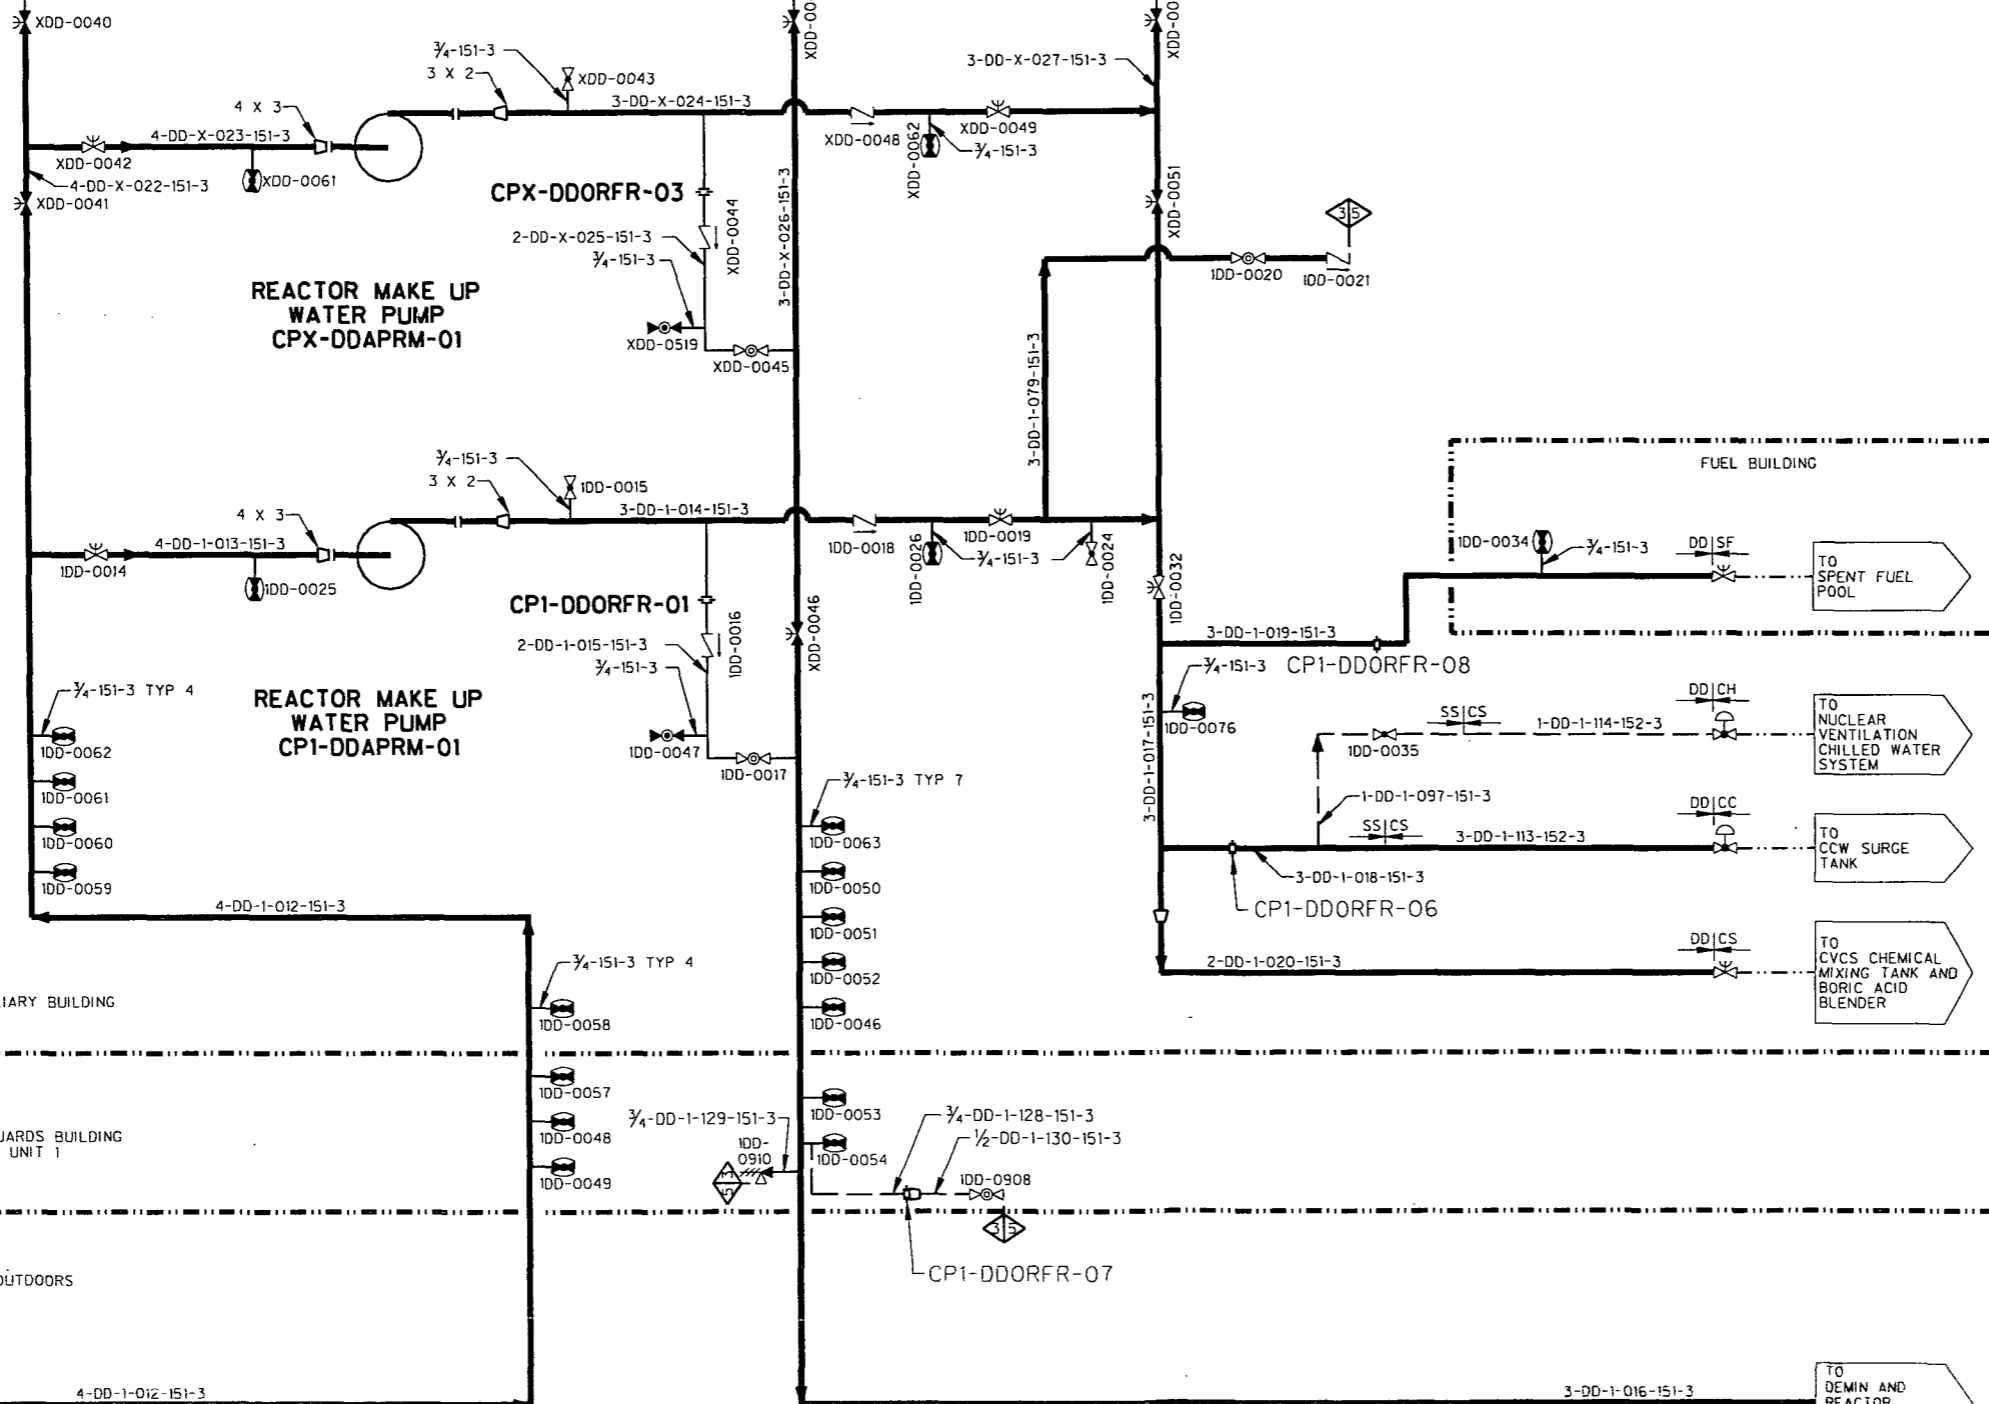 XDD-0040
XDD-00
XDD-00
3/4-151-3
3 X 2
XDD-0043
3-DD-X-024-151-3
3-DD-X-027-151-3
4 X 3
4-DD-X-023-151-3
XDD-0042
XDD-0061
4-DD-X-022-151-3
XDD-0041
XDD-0048
XDD-0062
XDD-0049
3/4-151-3
XDD-0051
CPX-DDORFR-03
XDD-0044
2-DD-X-025-151-3
3/4-151-3
3-DD-X-026-151-3
XDD-0519
XDD-0045
REACTOR MAKE UP
WATER PUMP
CPX-DDAPRM-01
35
1DD-0020
1DD-0021
3-DD-1-079-151-3
3/4-151-3
3 X 2
1DD-0015
3-DD-1-014-151-3
4 X 3
4-DD-1-013-151-3
1DD-0014
1DD-0025
1DD-0018
1DD-0026
1DD-0019
3/4-151-3
1DD-0024
1DD-0032
FUEL BUILDING
1DD-0034
3/4-151-3
DD|SF
TO
SPENT FUEL
POOL
CP1-DDORFR-01
1DD-0016
2-DD-1-015-151-3
3/4-151-3
XDD-0046
1DD-0047
1DD-0017
REACTOR MAKE UP
WATER PUMP
CP1-DDAPRM-01
3-DD-1-019-151-3
CP1-DDORFR-08
3/4-151-3
1DD-0076
3-DD-1-017-151-3
SS|CS
1-DD-1-114-152-3
1DD-0035
DD|CH
TO
NUCLEAR
VENTILATION
CHILLED WATER
SYSTEM
3/4-151-3 TYP 4
1DD-0062
1DD-0061
1DD-0060
1DD-0059
3/4-151-3 TYP 7
1DD-0063
1DD-0050
1DD-0051
1DD-0052
1DD-0046
1-DD-1-097-151-3
SS|CS
3-DD-1-113-152-3
DD|CC
TO
CCW SURGE
TANK
3-DD-1-018-151-3
CP1-DDORFR-06
4-DD-1-012-151-3
2-DD-1-020-151-3
DD|CS
TO
CVCS CHEMICAL
MIXING TANK AND
BORIC ACID
BLENDER
3/4-151-3 TYP 4
1DD-0058
IARY BUILDING
1DD-0057
1DD-0048
1DD-0049
UARDS BUILDING
UNIT 1
3/4-DD-1-129-151-3
1DD-
0910
5 3
1DD-0053
1DD-0054
3/4-DD-1-128-151-3
1/2-DD-1-130-151-3
1DD-0908
35
CP1-DDORFR-07
OUTDOORS
4-DD-1-012-151-3
3-DD-1-016-151-3
TO
DEMIN AND
REACTOR